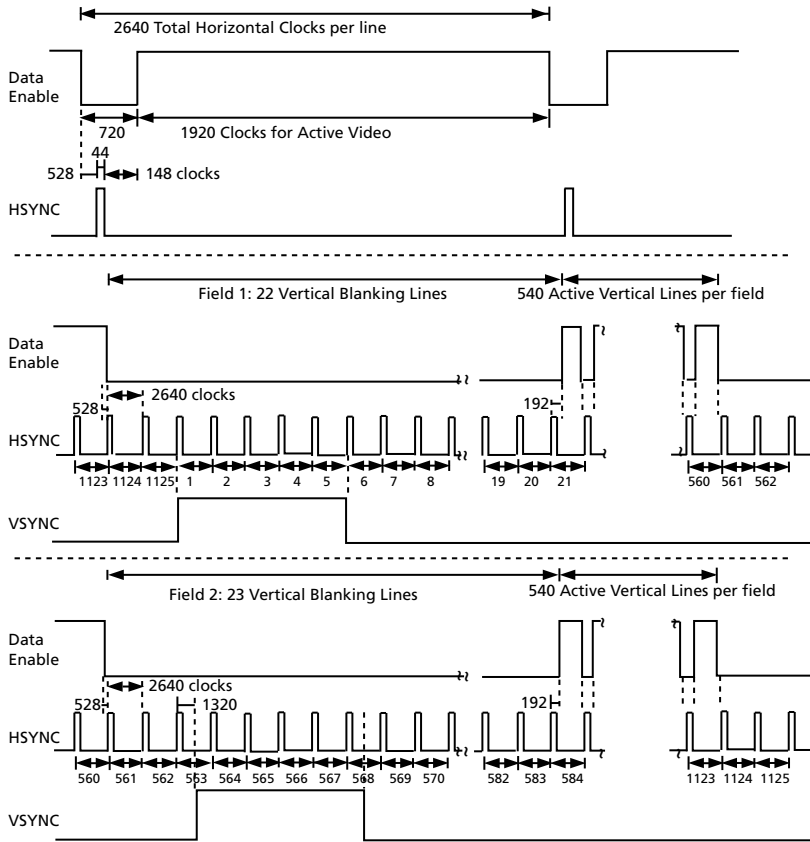 2640 Total Horizontal Clocks per line
Data
Enable
720
1920 Clocks for Active Video
44
528
148 clocks
HSYNC
Field 1: 22 Vertical Blanking Lines
540 Active Vertical Lines per field
Data
Enable
2640 clocks
528
192
HSYNC
1123 1124 1125 1 2 3 4 5 6 7 8 19 20 21 560 561 562
VSYNC
Field 2: 23 Vertical Blanking Lines
540 Active Vertical Lines per field
Data
Enable
2640 clocks
528
1320
192
HSYNC
560 561 562 563 564 565 566 567 568 569 570 582 583 584 1123 1124 1125
VSYNC